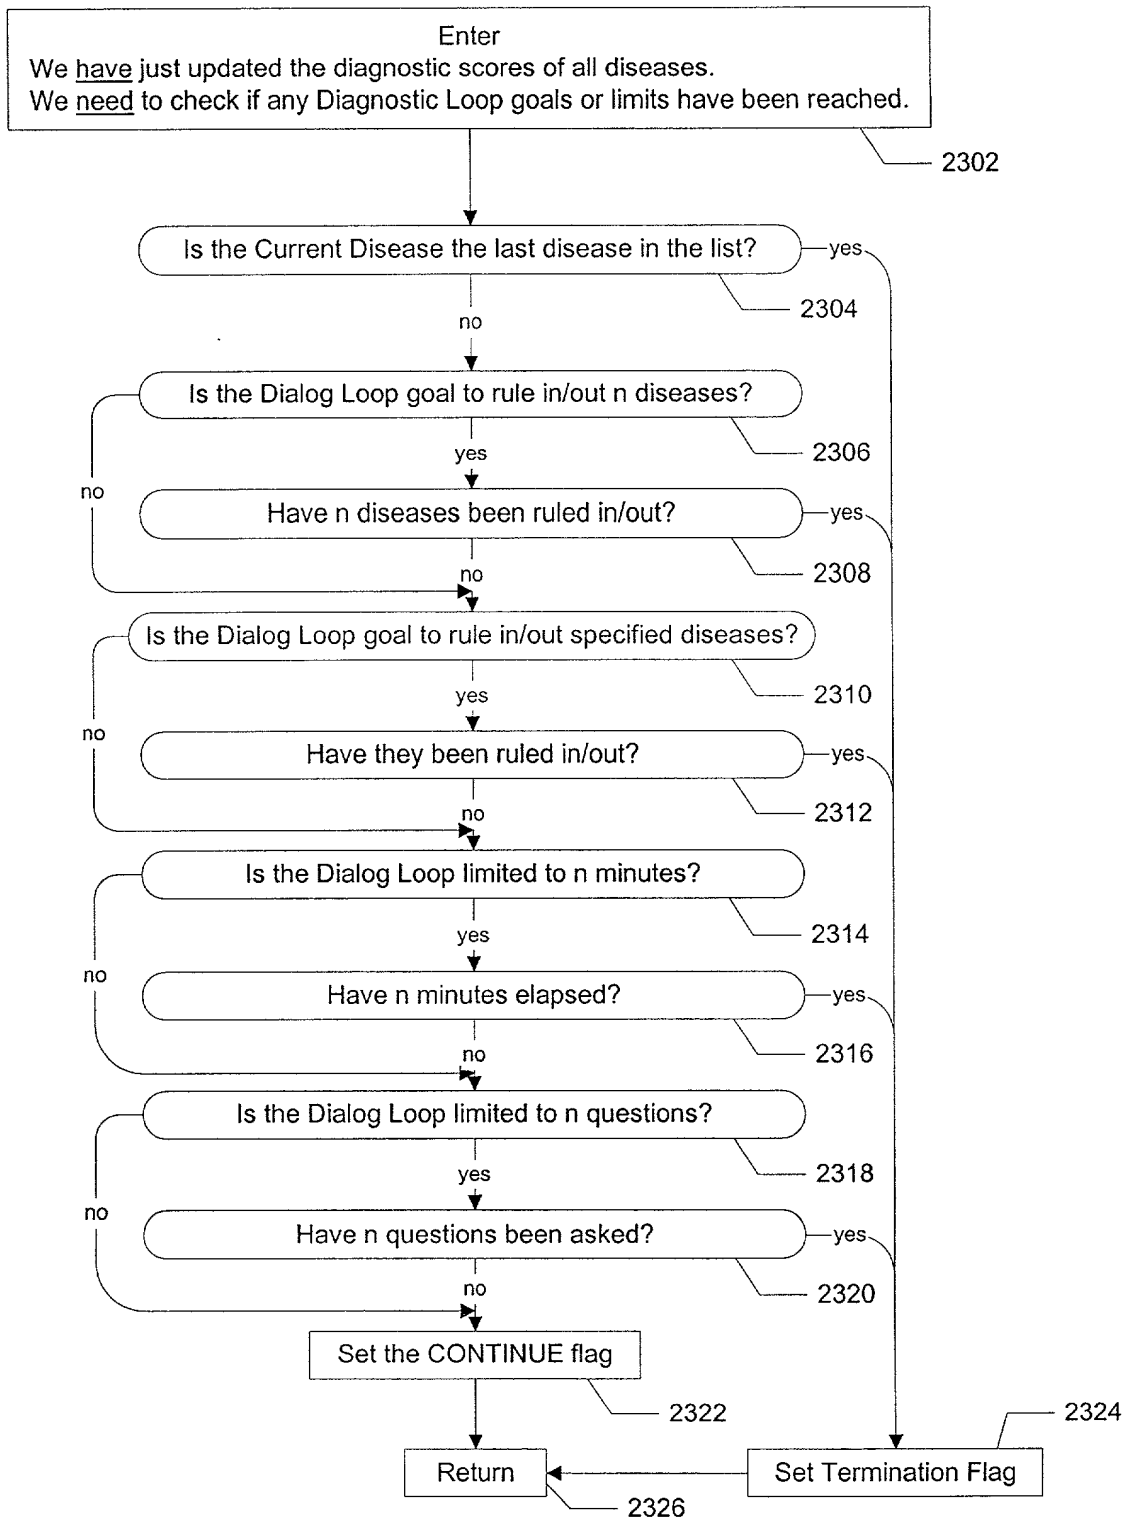 Enter
We have just updated the diagnostic scores of all diseases.
We need to check if any Diagnostic Loop goals or limits have been reached.
2302
Is the Current Disease the last disease in the list?
yes
2304
no
Is the Dialog Loop goal to rule in/out n diseases?
2306
yes
no
Have n diseases been ruled in/out?
yes
2308
no
Is the Dialog Loop goal to rule in/out specified diseases?
2310
yes
no
Have they been ruled in/out?
yes
2312
no
Is the Dialog Loop limited to n minutes?
2314
yes
no
Have n minutes elapsed?
yes
2316
no
Is the Dialog Loop limited to n questions?
2318
yes
no
Have n questions been asked?
yes
2320
no
Set the CONTINUE flag
2322
2324
Return
Set Termination Flag
2326